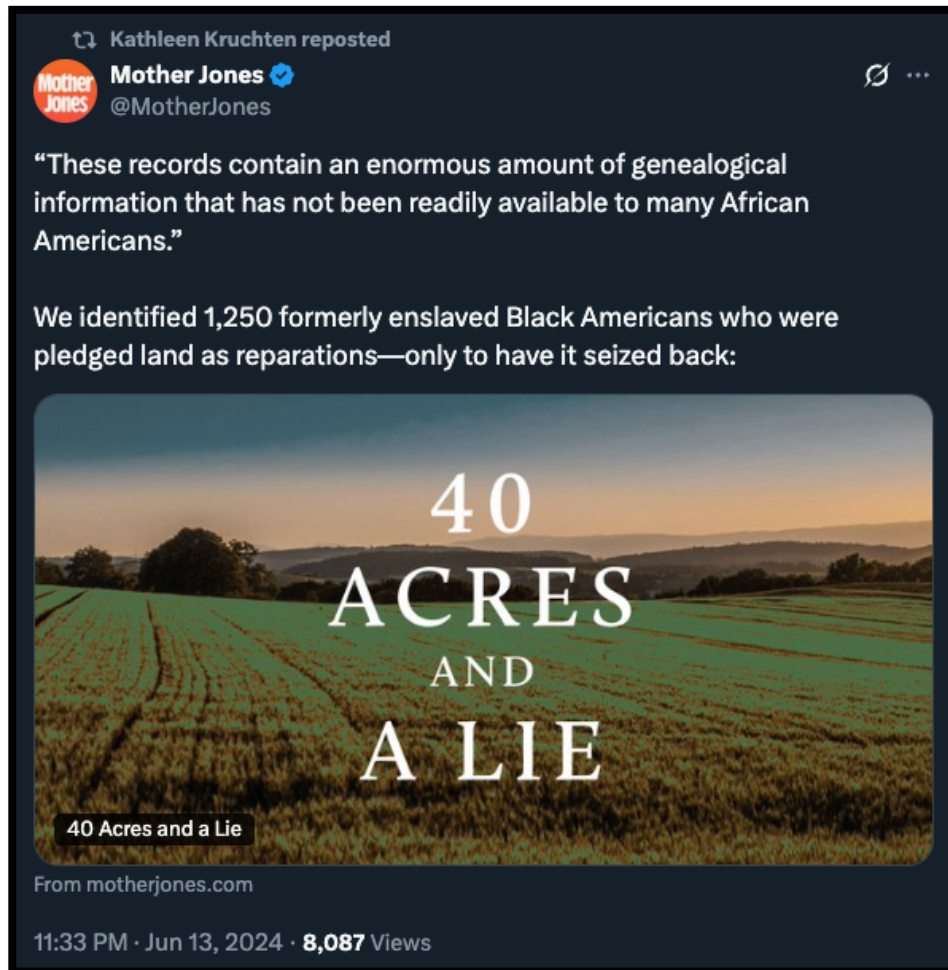 Kathleen Kruchten reposted
Mother Jones
Mother Jones
@MotherJones
“These records contain an enormous amount of genealogical
information that has not been readily available to many African
Americans.”
We identified 1,250 formerly enslaved Black Americans who were
pledged land as reparations—only to have it seized back:
40
ACRES
AND
A LIE
40 Acres and a Lie
From motherjones.com
11:33 PM · Jun 13, 2024 · 8,087 Views